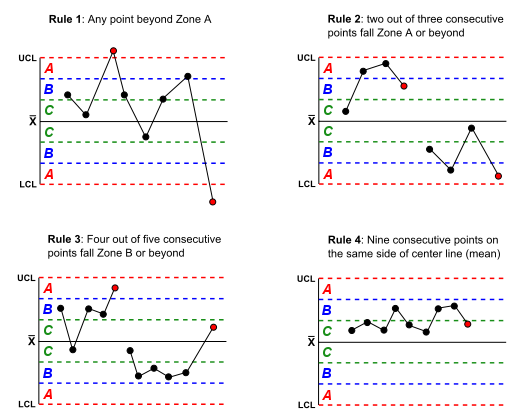 Rule 1: Any point beyond Zone A
UCL
A
B
C
X̅
C
B
A
LCL
Rule 2: two out of three consecutive
points fall Zone A or beyond
UCL
A
B
C
X̅
C
B
A
LCL
Rule 3: Four out of five consecutive
points fall Zone B or beyond
UCL
A
B
C
X̅
C
B
A
LCL
Rule 4: Nine consecutive points on
the same side of center line (mean)
UCL
A
B
C
X̅
C
B
A
LCL